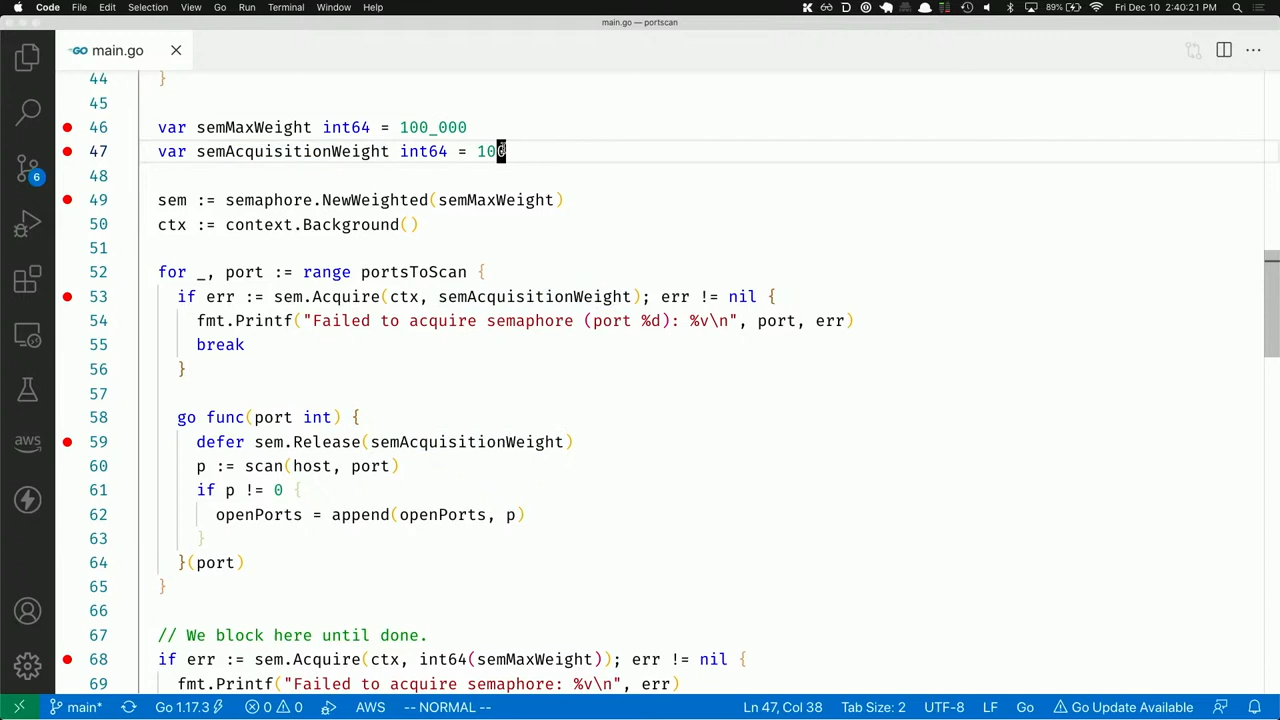 Code File Edit Selection View Go Run Terminal Window Help 89% Fri Dec 10 2:40:21 PM
main.go — portscan
GO main.go
44 }
45
46 var semMaxWeight int64 = 100_000
47 var semAcquisitionWeight int64 = 100
48
49 sem := semaphore.NewWeighted(semMaxWeight)
50 ctx := context.Background()
51
52 for _, port := range portsToScan {
53 if err := sem.Acquire(ctx, semAcquisitionWeight); err != nil {
54 fmt.Printf("Failed to acquire semaphore (port %d): %v\n", port, err)
55 break
56 }
57
58 go func(port int) {
59 defer sem.Release(semAcquisitionWeight)
60 p := scan(host, port)
61 if p != 0 {
62 openPorts = append(openPorts, p)
63 }
64 }(port)
65 }
66
67 // We block here until done.
68 if err := sem.Acquire(ctx, int64(semMaxWeight)); err != nil {
69 fmt.Printf("Failed to acquire semaphore: %v\n", err)
6
aws
main* Go 1.17.3 0 0 AWS -- NORMAL -- Ln 47, Col 38 Tab Size: 2 UTF-8 LF Go Go Update Available